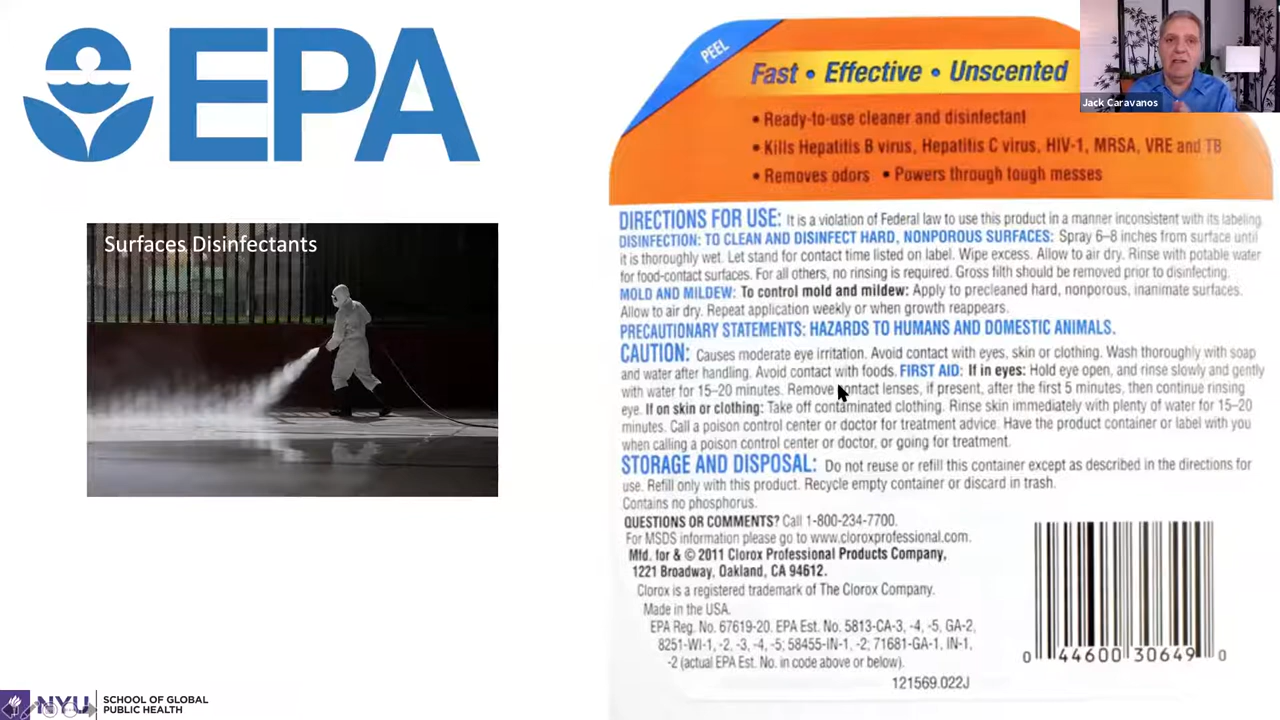 EPA
Surfaces Disinfectants
PEEL
Fast • Effective • Unscented
• Ready-to-use cleaner and disinfectant
• Kills Hepatitis B virus, Hepatitis C virus, HIV-1, MRSA, VRE and TB
• Removes odors • Powers through tough messes
DIRECTIONS FOR USE: It is a violation of Federal law to use this product in a manner inconsistent with its labeling.
DISINFECTION: TO CLEAN AND DISINFECT HARD, NONPOROUS SURFACES: Spray 6–8 inches from surface until
it is thoroughly wet. Let stand for contact time listed on label. Wipe excess. Allow to air dry. Rinse with potable water
for food-contact surfaces. For all others, no rinsing is required. Gross filth should be removed prior to disinfecting.
MOLD AND MILDEW: To control mold and mildew: Apply to precleaned hard, nonporous, inanimate surfaces.
Allow to air dry. Repeat application weekly or when growth reappears.
PRECAUTIONARY STATEMENTS: HAZARDS TO HUMANS AND DOMESTIC ANIMALS.
CAUTION: Causes moderate eye irritation. Avoid contact with eyes, skin or clothing. Wash thoroughly with soap
and water after handling. Avoid contact with foods. FIRST AID: If in eyes: Hold eye open, and rinse slowly and gently
with water for 15–20 minutes. Remove contact lenses, if present, after the first 5 minutes, then continue rinsing
eye. If on skin or clothing: Take off contaminated clothing. Rinse skin immediately with plenty of water for 15–20
minutes. Call a poison control center or doctor for treatment advice. Have the product container or label with you
when calling a poison control center or doctor, or going for treatment.
STORAGE AND DISPOSAL: Do not reuse or refill this container except as described in the directions for
use. Refill only with this product. Recycle empty container or discard in trash.
Contains no phosphorus.
QUESTIONS OR COMMENTS? Call 1-800-234-7700.
For MSDS information please go to www.cloroxprofessional.com.
Mfd. for & © 2011 Clorox Professional Products Company,
1221 Broadway, Oakland, CA 94612.
Clorox is a registered trademark of The Clorox Company.
Made in the USA.
EPA Reg. No. 67619-20. EPA Est. No. 5813-CA-3, -4, -5, GA-2,
8251-WI-1, -2, -3, -4, -5; 58455-IN-1, -2; 71681-GA-1, IN-1,
-2 (actual EPA Est. No. in code above or below).
0 44600 30649 0
121569.022J
Jack Caravanos
NYU SCHOOL OF GLOBAL
PUBLIC HEALTH